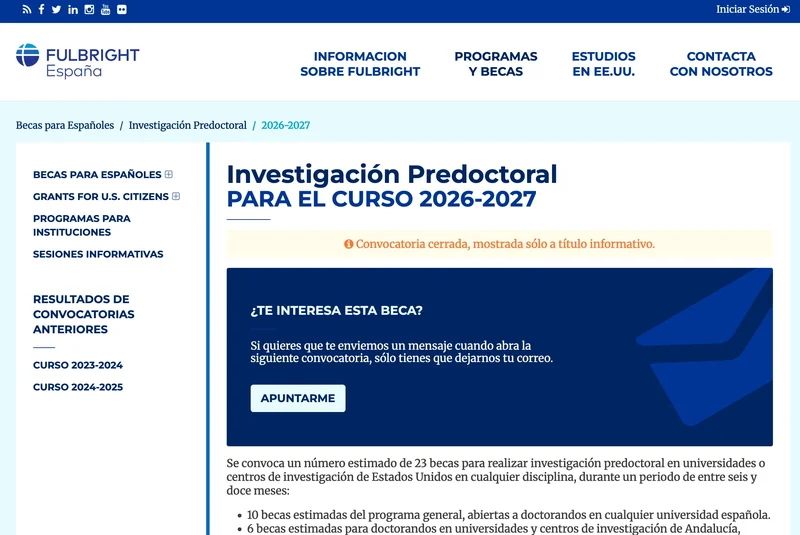 Iniciar Sesión
FULBRIGHT
España
INFORMACION
SOBRE FULBRIGHT
PROGRAMAS
Y BECAS
ESTUDIOS
EN EE.UU.
CONTACTA
CON NOSOTROS
Becas para Españoles / Investigación Predoctoral / 2026-2027
BECAS PARA ESPAÑOLES
GRANTS FOR U.S. CITIZENS
PROGRAMAS PARA
INSTITUCIONES
SESIONES INFORMATIVAS
RESULTADOS DE
CONVOCATORIAS
ANTERIORES
CURSO 2023-2024
CURSO 2024-2025
Investigación Predoctoral
PARA EL CURSO 2026-2027
Convocatoria cerrada, mostrada sólo a título informativo.
¿TE INTERESA ESTA BECA?
Si quieres que te enviemos un mensaje cuando abra la
siguiente convocatoria, sólo tienes que dejarnos tu correo.
APUNTARME
Se convoca un número estimado de 23 becas para realizar investigación predoctoral en universidades o
centros de investigación de Estados Unidos en cualquier disciplina, durante un periodo de entre seis y
doce meses:
• 10 becas estimadas del programa general, abiertas a doctorandos en cualquier universidad española.
• 6 becas estimadas para doctorandos en universidades y centros de investigación de Andalucía,